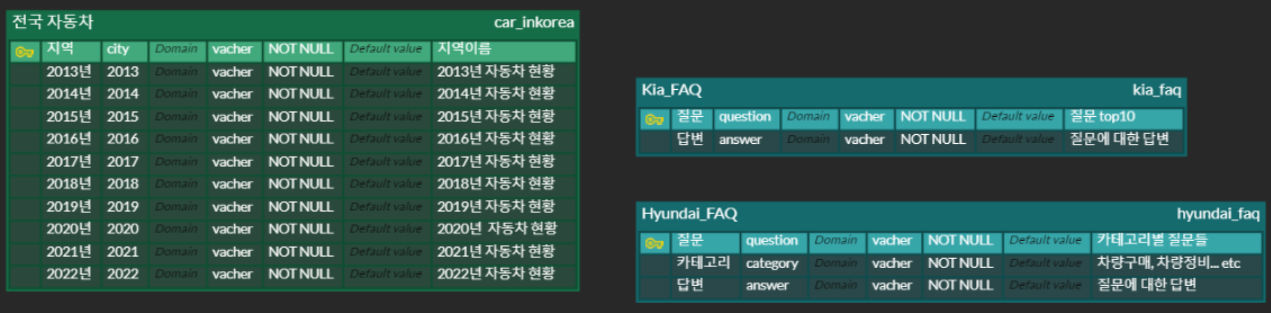 전국 자동차 car_inkorea
지역 city Domain vacher NOT NULL Default value 지역이름
2013년 2013 Domain vacher NOT NULL Default value 2013년 자동차 현황
2014년 2014 Domain vacher NOT NULL Default value 2014년 자동차 현황
2015년 2015 Domain vacher NOT NULL Default value 2015년 자동차 현황
2016년 2016 Domain vacher NOT NULL Default value 2016년 자동차 현황
2017년 2017 Domain vacher NOT NULL Default value 2017년 자동차 현황
2018년 2018 Domain vacher NOT NULL Default value 2018년 자동차 현황
2019년 2019 Domain vacher NOT NULL Default value 2019년 자동차 현황
2020년 2020 Domain vacher NOT NULL Default value 2020년 자동차 현황
2021년 2021 Domain vacher NOT NULL Default value 2021년 자동차 현황
2022년 2022 Domain vacher NOT NULL Default value 2022년 자동차 현황
Kia_FAQ kia_faq
질문 question Domain vacher NOT NULL Default value 질문 top10
답변 answer Domain vacher NOT NULL Default value 질문에 대한 답변
Hyundai_FAQ hyundai_faq
질문 question Domain vacher NOT NULL Default value 카테고리별 질문들
카테고리 category Domain vacher NOT NULL Default value 차량구매, 차량정비... etc
답변 answer Domain vacher NOT NULL Default value 질문에 대한 답변